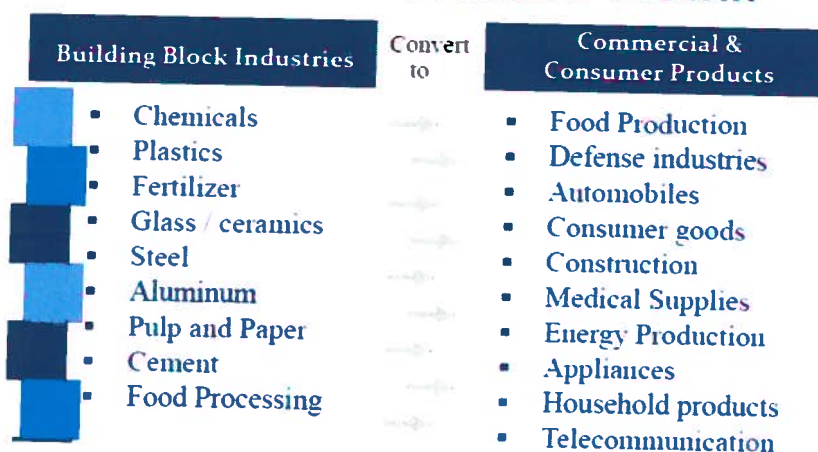 Building Block Industries
Convert
to
Commercial &
Consumer Products
▪ Chemicals
▪ Plastics
▪ Fertilizer
▪ Glass / ceramics
▪ Steel
▪ Aluminum
▪ Pulp and Paper
▪ Cement
▪ Food Processing
▪ Food Production
▪ Defense industries
▪ Automobiles
▪ Consumer goods
▪ Construction
▪ Medical Supplies
▪ Energy Production
▪ Appliances
▪ Household products
▪ Telecommunication